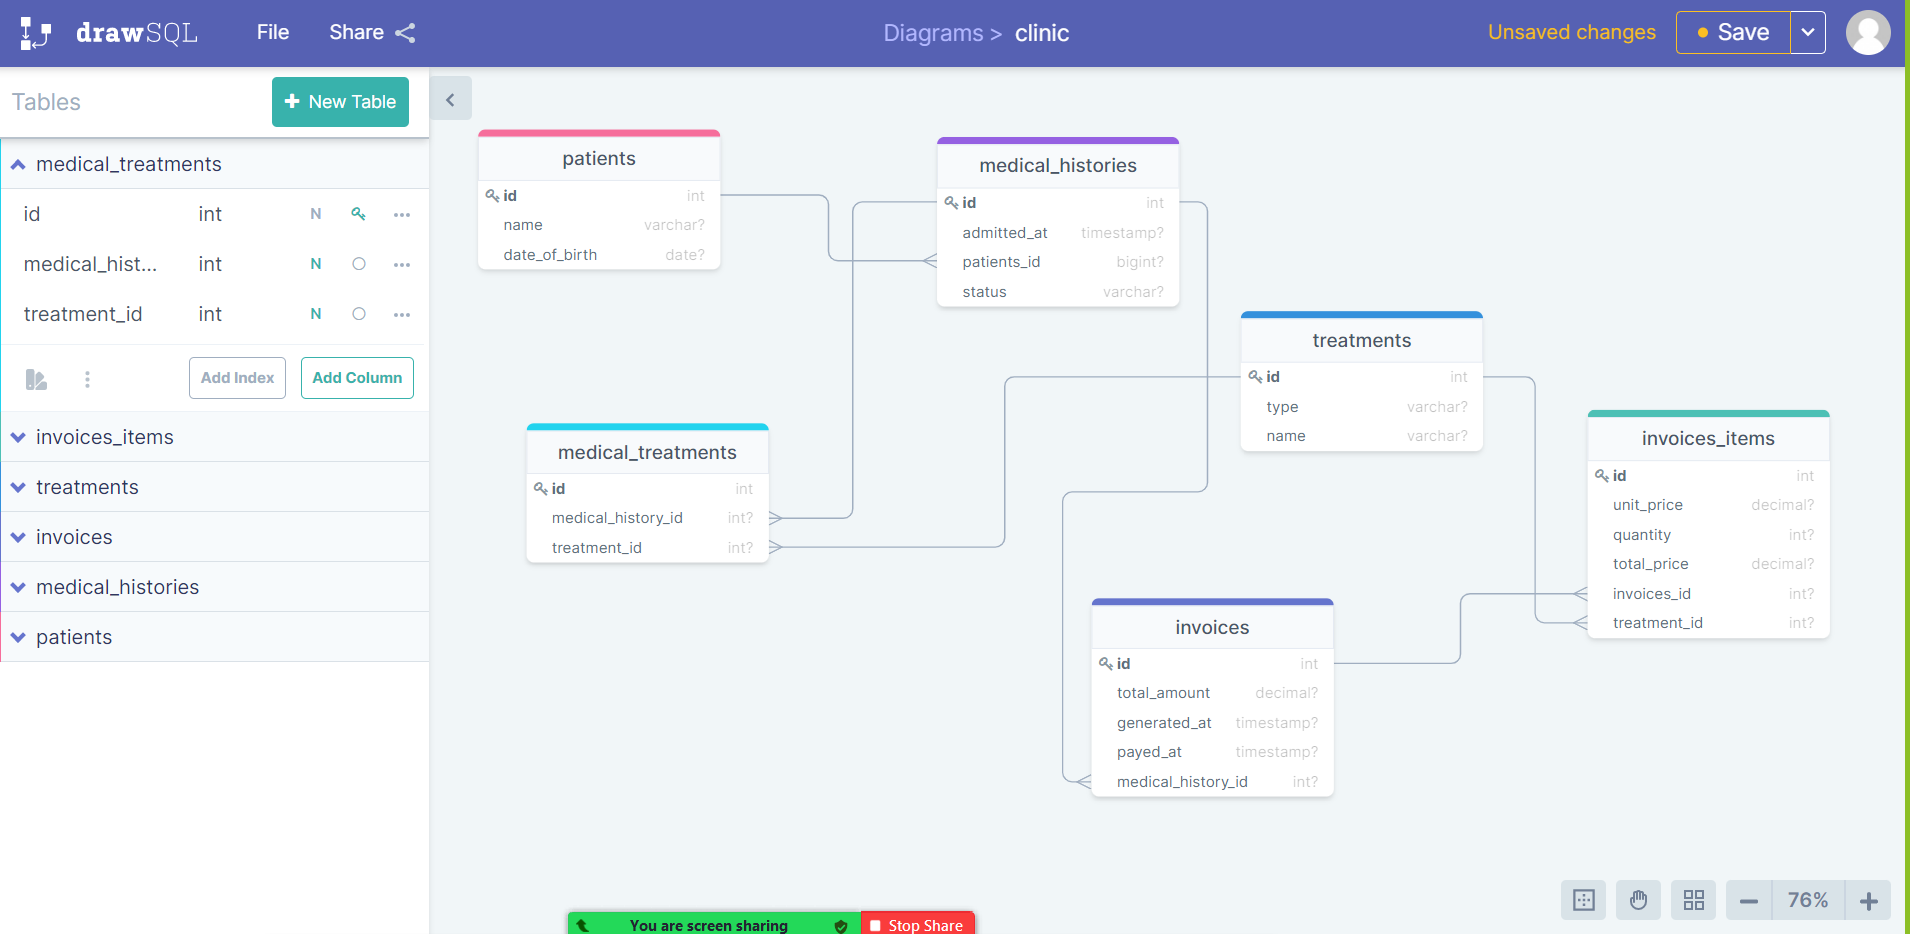 drawSQL File Share Diagrams > clinic Unsaved changes Save
Tables + New Table
medical_treatments
id int N ...
medical_hist... int N ...
treatment_id int N ...
Add Index Add Column
invoices_items
treatments
invoices
medical_histories
patients
patients
id int
name varchar?
date_of_birth date?
medical_histories
id int
admitted_at timestamp?
patients_id bigint?
status varchar?
treatments
id int
type varchar?
name varchar?
medical_treatments
id int
medical_history_id int?
treatment_id int?
invoices_items
id int
unit_price decimal?
quantity int?
total_price decimal?
invoices_id int?
treatment_id int?
invoices
id int
total_amount decimal?
generated_at timestamp?
payed_at timestamp?
medical_history_id int?
76%
You are screen sharing Stop Share